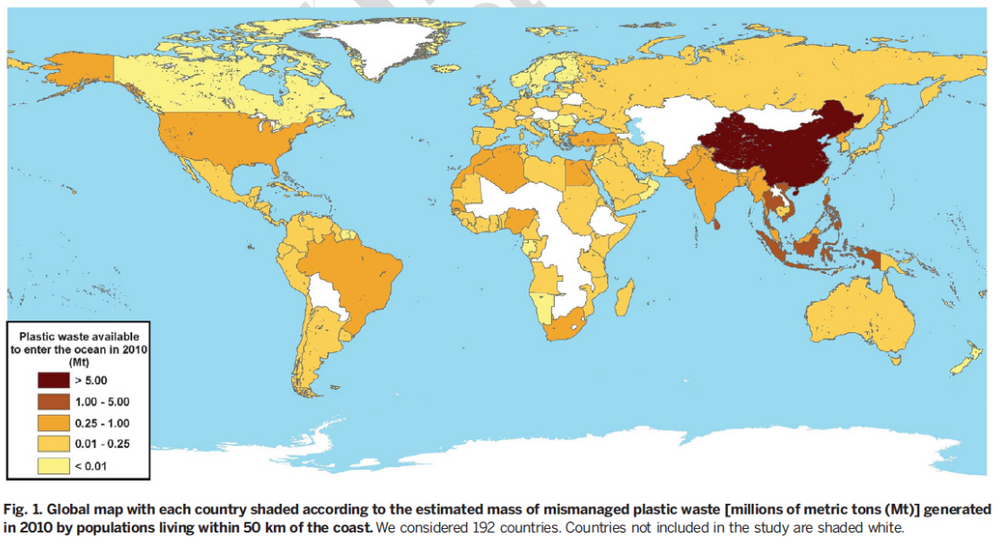 Plastic waste available
to enter the ocean in 2010
(Mt)
> 5.00
1.00 - 5.00
0.25 - 1.00
0.01 - 0.25
< 0.01
Fig. 1. Global map with each country shaded according to the estimated mass of mismanaged plastic waste [millions of metric tons (Mt)] generated
in 2010 by populations living within 50 km of the coast. We considered 192 countries. Countries not included in the study are shaded white.